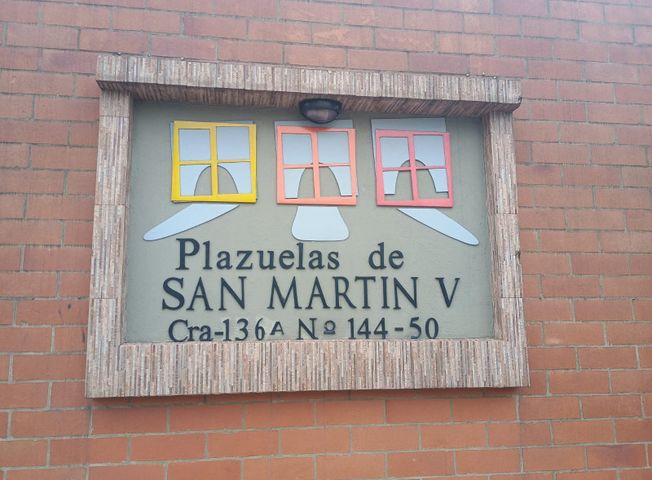 Plazuelas de
SAN MARTIN V
Cra-136A Nº 144-50